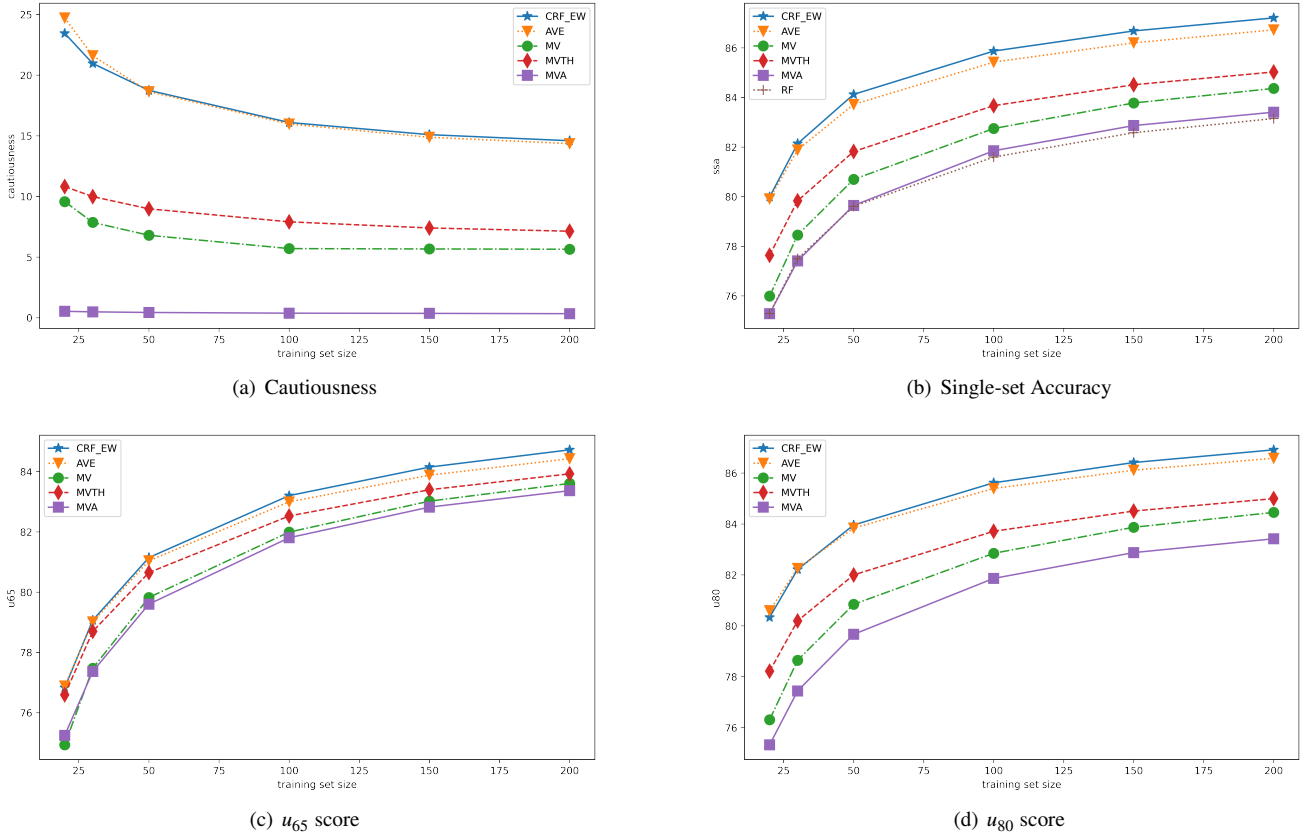 25
20
15
10
5
0
cautiousness
CRF_EW
AVE
MV
MVTH
MVA
25 50 75 100 125 150 175 200
training set size
(a) Cautiousness
86
84
82
80
78
76
ssa
CRF_EW
AVE
MV
MVTH
MVA
RF
25 50 75 100 125 150 175 200
training set size
(b) Single-set Accuracy
84
82
80
78
76
u65
CRF_EW
AVE
MV
MVTH
MVA
25 50 75 100 125 150 175 200
training set size
(c) u65 score
86
84
82
80
78
76
u80
CRF_EW
AVE
MV
MVTH
MVA
25 50 75 100 125 150 175 200
training set size
(d) u80 score